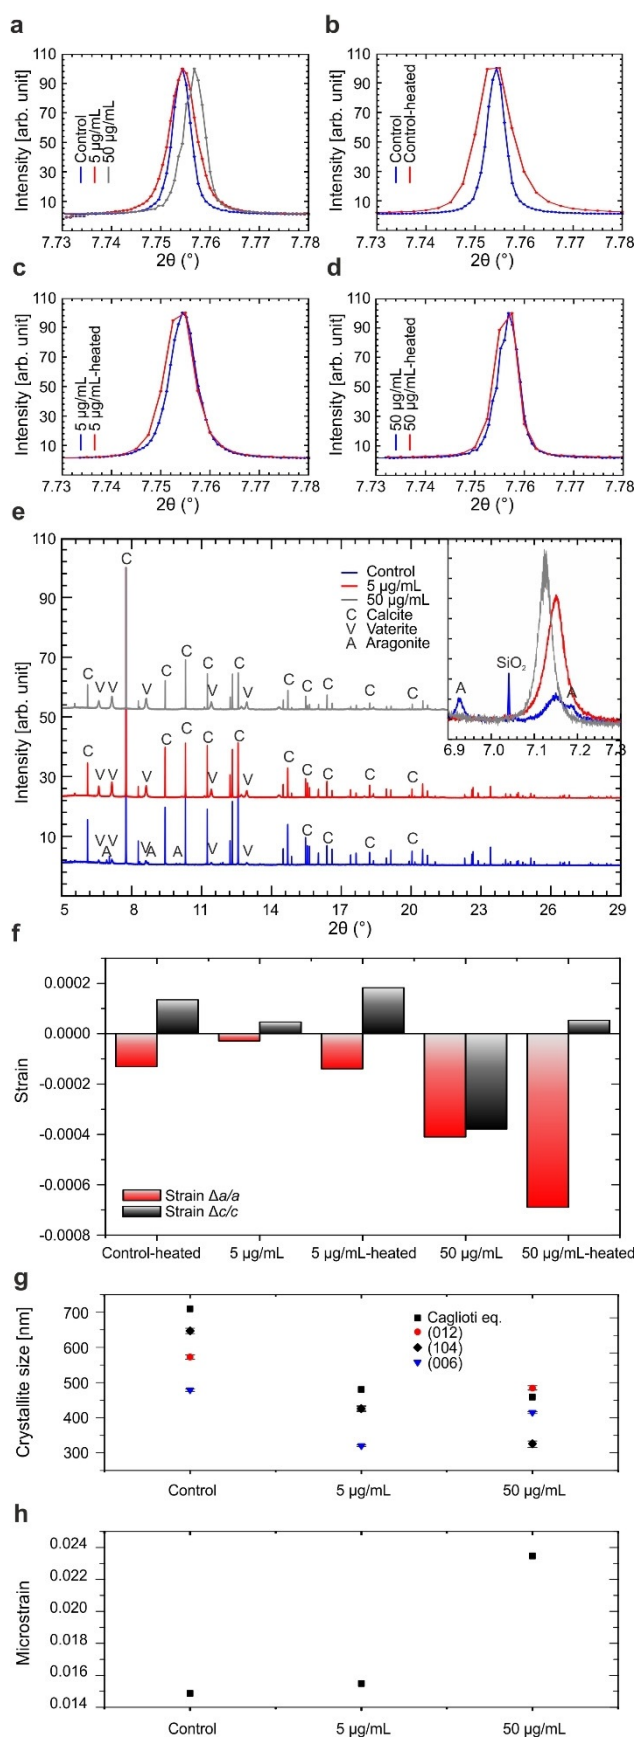 a
b
110
90
70
50
30
10
Intensity [arb. unit]
Control
5 µg/mL
50 µg/mL
7.73 7.74 7.75 7.76 7.77 7.78
2θ (°)
110
90
70
50
30
10
Intensity [arb. unit]
Control
Control-heated
7.73 7.74 7.75 7.76 7.77 7.78
2θ (°)
c
d
110
90
70
50
30
10
Intensity [arb. unit]
5 µg/mL
5 µg/mL-heated
7.73 7.74 7.75 7.76 7.77 7.78
2θ (°)
110
90
70
50
30
10
Intensity [arb. unit]
50 µg/mL
50 µg/mL-heated
7.73 7.74 7.75 7.76 7.77 7.78
2θ (°)
e
110
90
70
50
30
10
Intensity [arb. unit]
Control
5 µg/mL
50 µg/mL
C Calcite
V Vaterite
A Aragonite
A SiO₂ A
6.9 7.0 7.1 7.2 7.3
C
C V V V C C C V C V C C C C
C V V V C C C V C V C C C C
V V A A V A A V V C C C C
5 8 11 14 17 20 23 26 29
2θ (°)
f
0.0002
0.0000
-0.0002
-0.0004
-0.0006
-0.0008
Strain
Strain Δa/a
Strain Δc/c
Control-heated 5 µg/mL 5 µg/mL-heated 50 µg/mL 50 µg/mL-heated
g
700
600
500
400
300
Crystallite size [nm]
Caglioti eq.
(012)
(104)
(006)
Control 5 µg/mL 50 µg/mL
h
0.024
0.022
0.020
0.018
0.016
0.014
Microstrain
Control 5 µg/mL 50 µg/mL